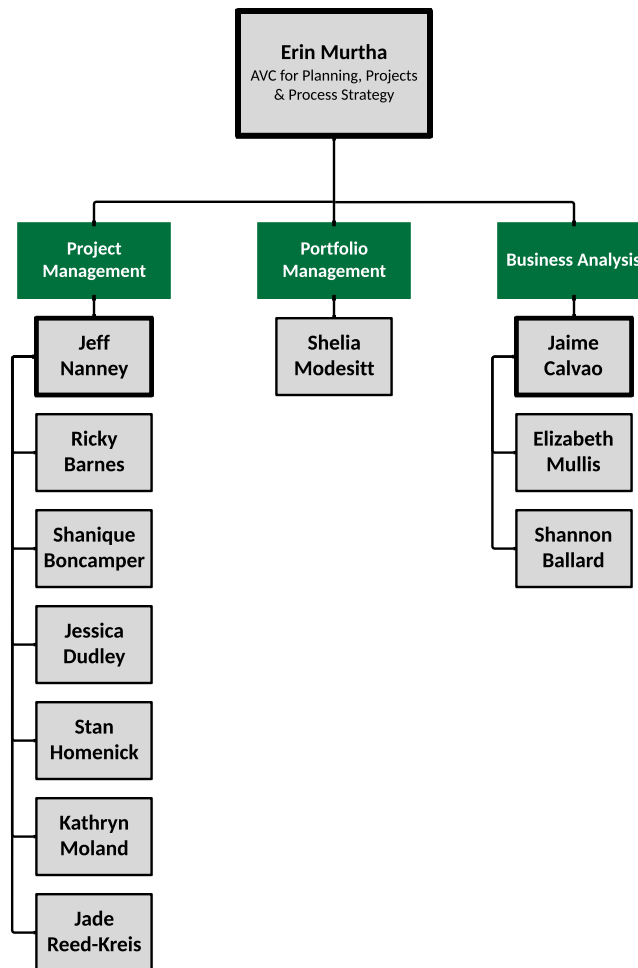 Erin Murtha
AVC for Planning, Projects
& Process Strategy
Project
Management
Portfolio
Management
Business Analysis
Jeff
Nanney
Shelia
Modesitt
Jaime
Calvao
Ricky
Barnes
Elizabeth
Mullis
Shanique
Boncamper
Shannon
Ballard
Jessica
Dudley
Stan
Homenick
Kathryn
Moland
Jade
Reed-Kreis